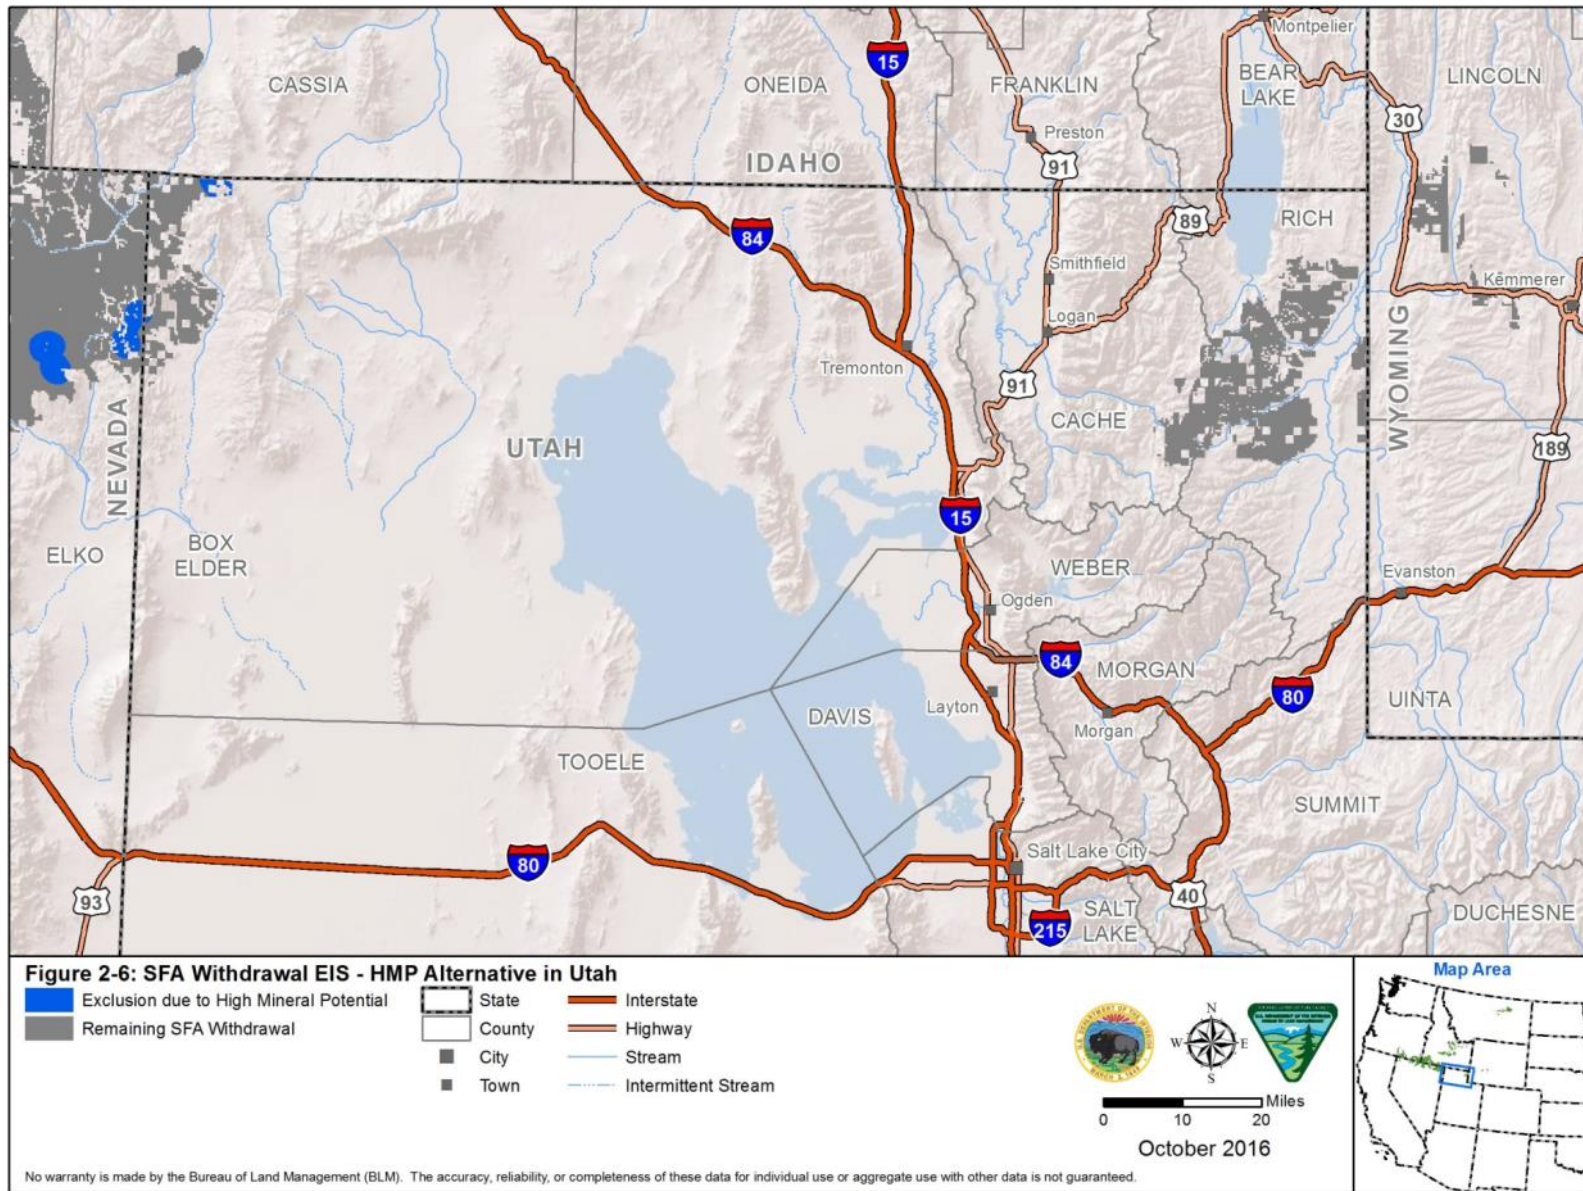 Montpelier
15
CASSIA
ONEIDA
FRANKLIN
BEAR
LAKE
LINCOLN
30
Preston
IDAHO
91
89
RICH
84
Smithfield
Kemmerer
Logan
WYOMING
Tremonton
91
CACHE
NEVADA
UTAH
189
15
ELKO
BOX
ELDER
WEBER
Evanston
Ogden
84
MORGAN
80
UINTA
Layton
DAVIS
Morgan
TOOELE
SUMMIT
80
Salt Lake City
93
40
SALT
LAKE
215
DUCHESNE
Figure 2-6: SFA Withdrawal EIS - HMP Alternative in Utah
Exclusion due to High Mineral Potential
Remaining SFA Withdrawal
State
County
City
Town
Interstate
Highway
Stream
Intermittent Stream
N
W E
S
Miles
0 10 20
October 2016
Map Area
No warranty is made by the Bureau of Land Management (BLM). The accuracy, reliability, or completeness of these data for individual use or aggregate use with other data is not guaranteed.